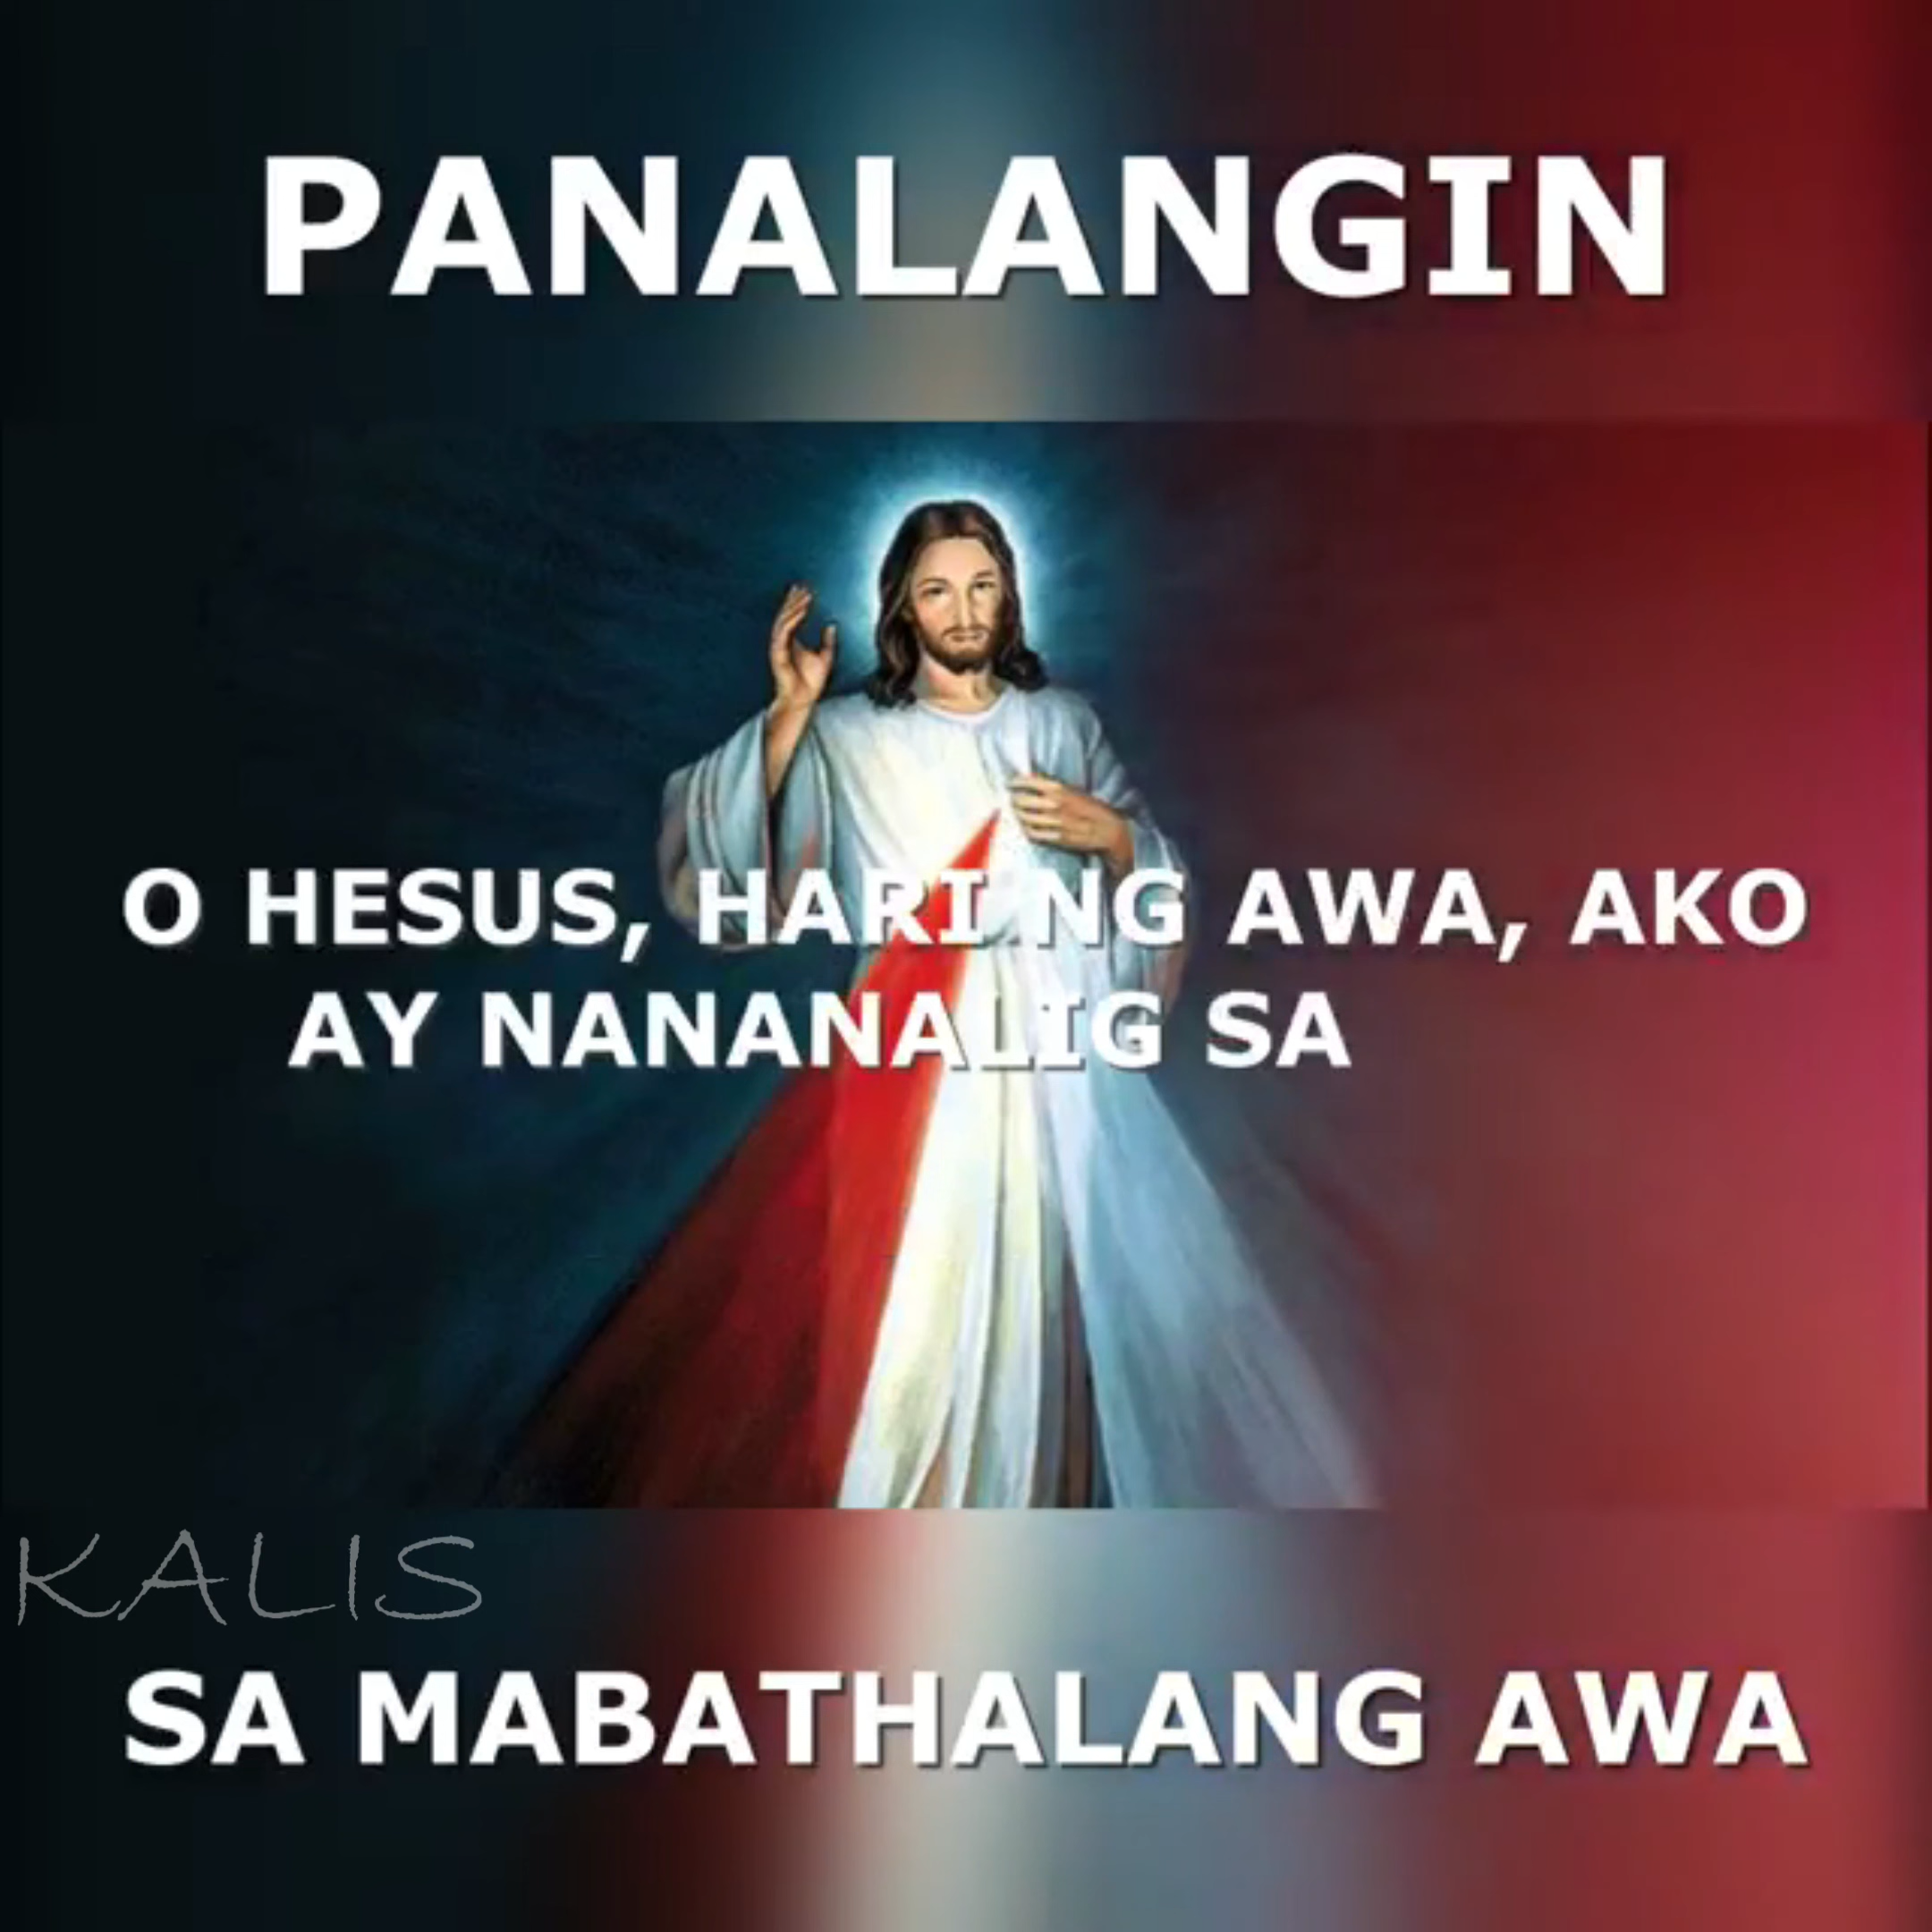 PANALANGIN
O HESUS, HARI NG AWA, AKO
AY NANANALIG SA
KALIS
SA MABATHALANG AWA